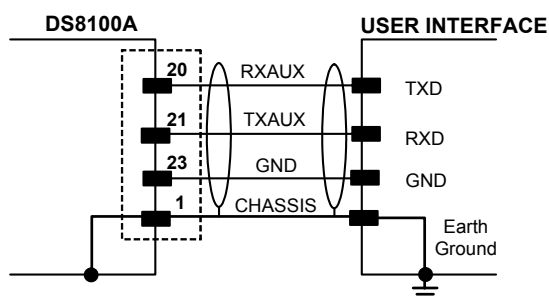 DS8100A
USER INTERFACE
20 RXAUX TXD
21 TXAUX RXD
23 GND GND
1 CHASSIS
Earth
Ground